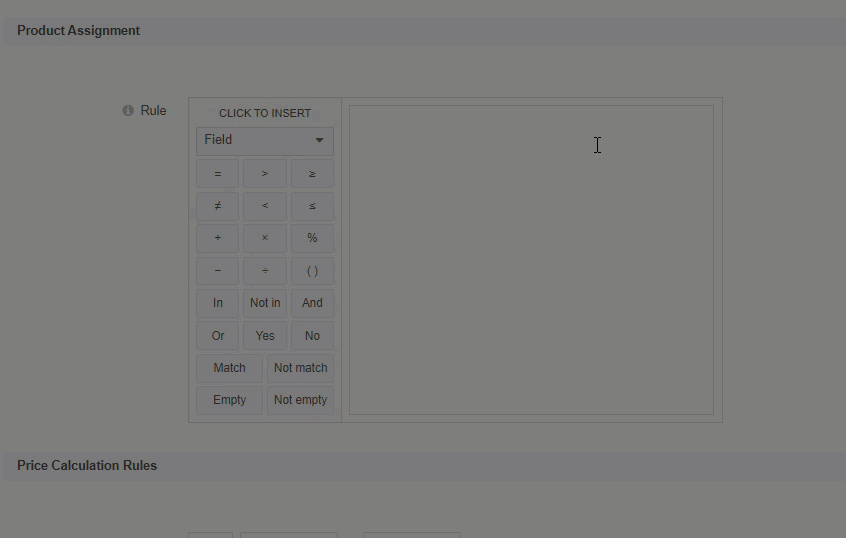 Product Assignment
Rule
CLICK TO INSERT
Field
= > ≥
≠ < ≤
+ × %
− ÷ ( )
In Not in And
Or Yes No
Match Not match
Empty Not empty
Price Calculation Rules